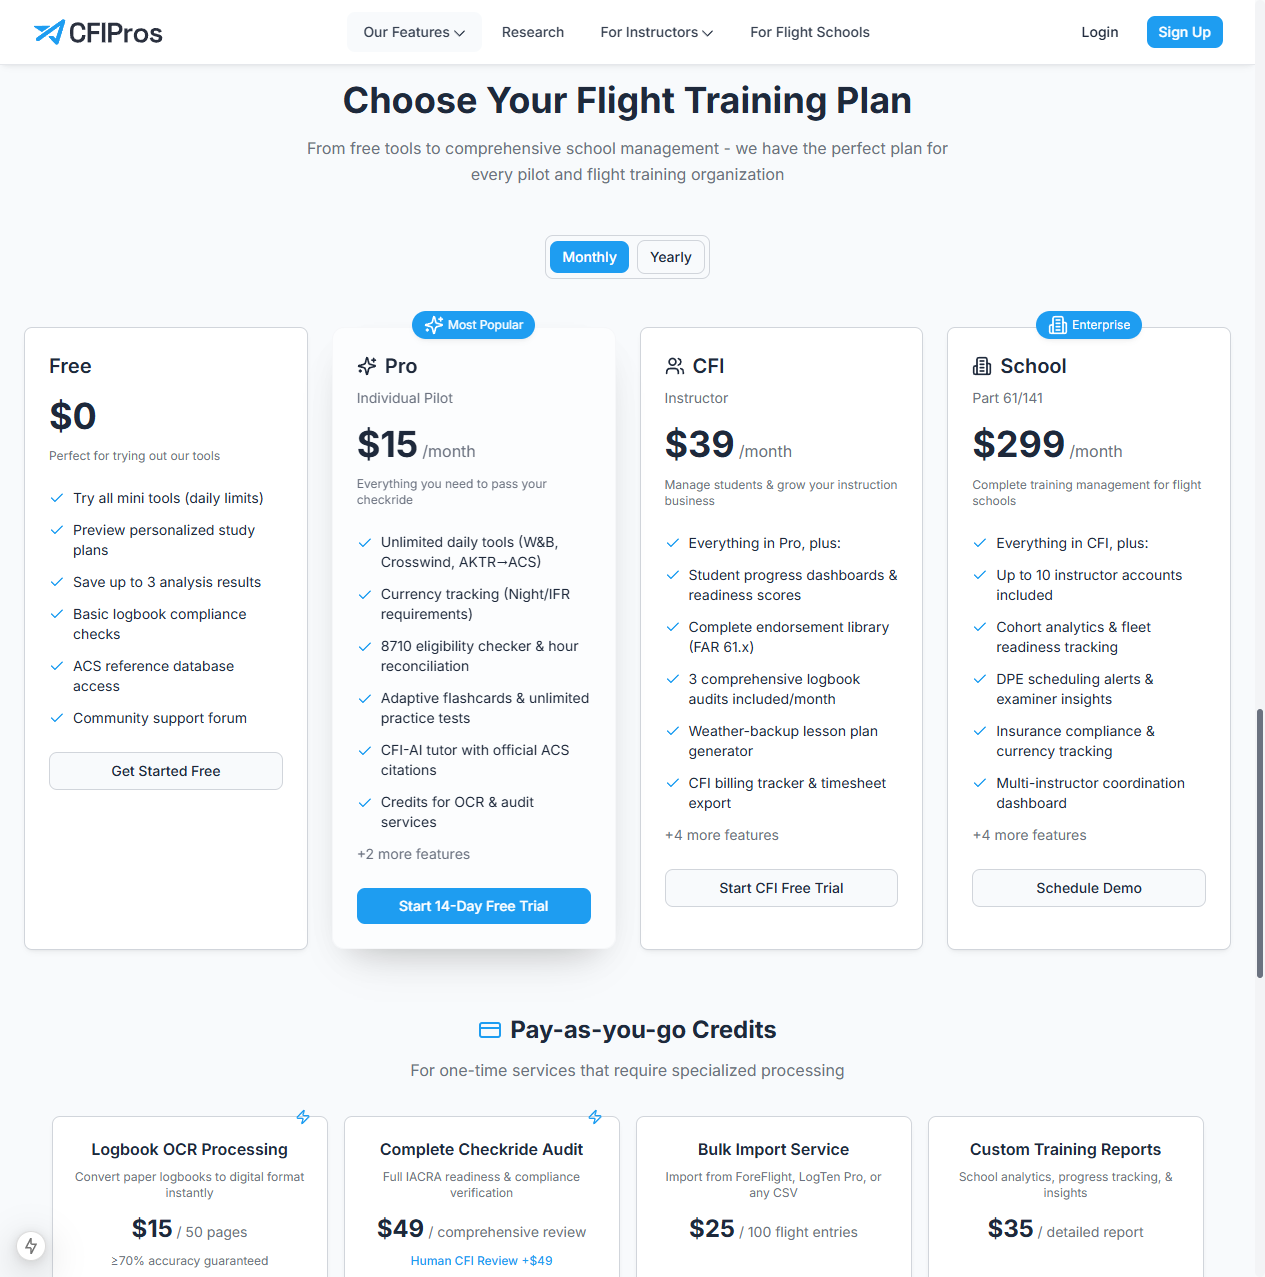 CFIPros
Our Features
Research
For Instructors
For Flight Schools
Login
Sign Up
Choose Your Flight Training Plan
From free tools to comprehensive school management - we have the perfect plan for
every pilot and flight training organization
Monthly
Yearly
Free
$0
Perfect for trying out our tools
Try all mini tools (daily limits)
Preview personalized study
plans
Save up to 3 analysis results
Basic logbook compliance
checks
ACS reference database
access
Community support forum
Get Started Free
Most Popular
Pro
Individual Pilot
$15 /month
Everything you need to pass your
checkride
Unlimited daily tools (W&B,
Crosswind, AKTR→ACS)
Currency tracking (Night/IFR
requirements)
8710 eligibility checker & hour
reconciliation
Adaptive flashcards & unlimited
practice tests
CFI-AI tutor with official ACS
citations
Credits for OCR & audit
services
+2 more features
Start 14-Day Free Trial
CFI
Instructor
$39 /month
Manage students & grow your instruction
business
Everything in Pro, plus:
Student progress dashboards &
readiness scores
Complete endorsement library
(FAR 61.x)
3 comprehensive logbook
audits included/month
Weather-backup lesson plan
generator
CFI billing tracker & timesheet
export
+4 more features
Start CFI Free Trial
Enterprise
School
Part 61/141
$299 /month
Complete training management for flight
schools
Everything in CFI, plus:
Up to 10 instructor accounts
included
Cohort analytics & fleet
readiness tracking
DPE scheduling alerts &
examiner insights
Insurance compliance &
currency tracking
Multi-instructor coordination
dashboard
+4 more features
Schedule Demo
Pay-as-you-go Credits
For one-time services that require specialized processing
Logbook OCR Processing
Convert paper logbooks to digital format
instantly
$15 / 50 pages
≥70% accuracy guaranteed
Complete Checkride Audit
Full IACRA readiness & compliance
verification
$49 / comprehensive review
Human CFI Review +$49
Bulk Import Service
Import from ForeFlight, LogTen Pro, or
any CSV
$25 / 100 flight entries
Custom Training Reports
School analytics, progress tracking, &
insights
$35 / detailed report